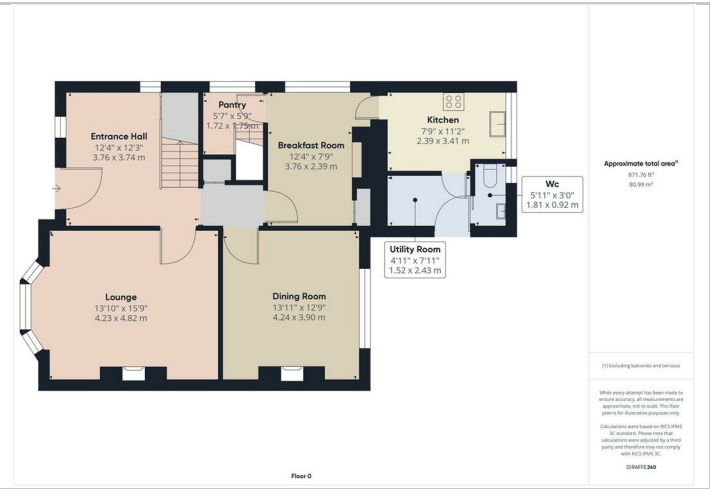 Pantry
5'7" x 5'9"
1.72 x 1.75 m
Entrance Hall
12'4" x 12'3"
3.76 x 3.74 m
Kitchen
7'9" x 11'2"
2.39 x 3.41 m
Breakfast Room
12'4" x 7'9"
3.76 x 2.39 m
Wc
5'11" x 3'0"
1.81 x 0.92 m
Utility Room
4'11" x 7'11"
1.52 x 2.43 m
Lounge
13'10" x 15'9"
4.23 x 4.82 m
Dining Room
13'11" x 12'9"
4.24 x 3.90 m
Floor 0
Approximate total area⁽¹⁾
871.76 ft²
80.99 m²
(1) Excluding balconies and terraces
While every attempt has been made to
ensure accuracy, all measurements are
approximate, not to scale. This floor
plan is for illustrative purposes only.
Calculations were based on RICS IPMS
3C standard. Please note that
calculations were adjusted by a third
party and therefore may not comply
with RICS IPMS 3C.
GIRAFFE360